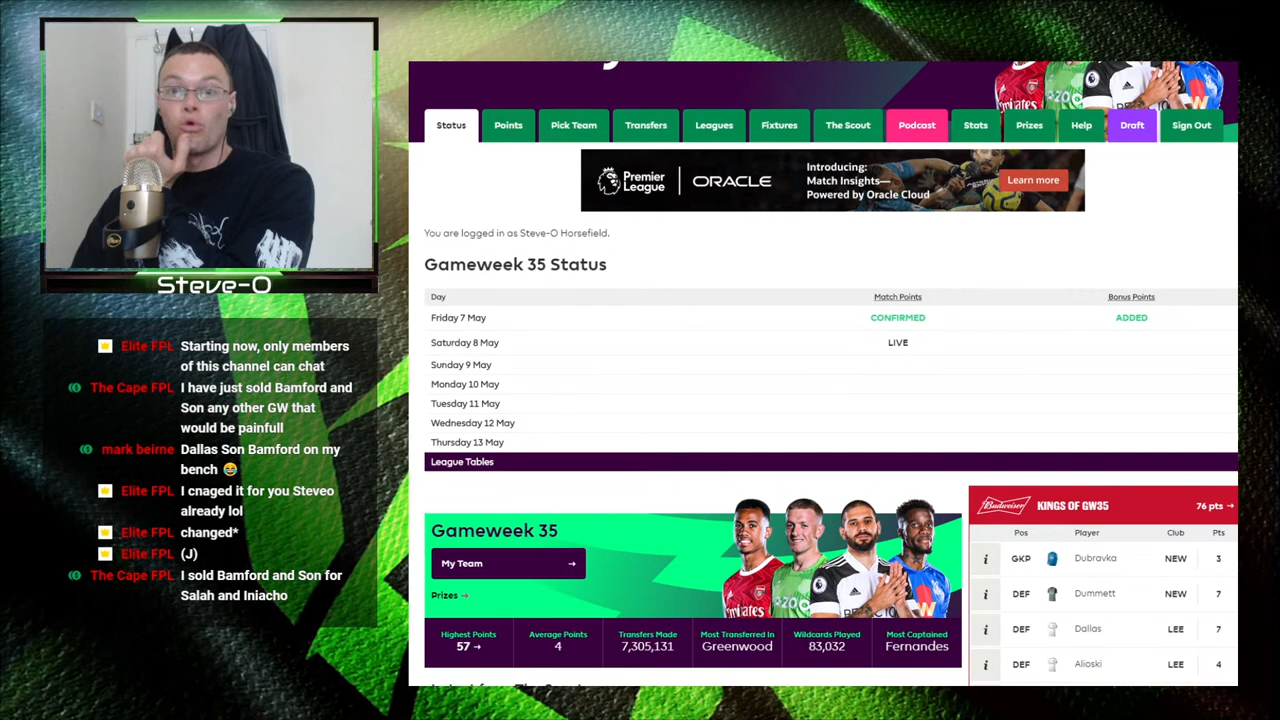 Steve-O
Elite FPL Starting now, only members
of this channel can chat
The Cape FPL I have just sold Bamford and
Son any other GW that
would be painfull
mark beirne Dallas Son Bamford on my
bench 😂
Elite FPL I cnaged it for you Steveo
already lol
Elite FPL changed*
Elite FPL (J)
The Cape FPL I sold Bamford and Son for
Salah and Iniacho
Status Points Pick Team Transfers Leagues Fixtures The Scout Podcast Stats Prizes Help Draft Sign Out
Premier
League
ORACLE
Introducing:
Match Insights—
Powered by Oracle Cloud
Learn more
You are logged in as Steve-O Horsefield.
Gameweek 35 Status
Day Match Points Bonus Points
Friday 7 May CONFIRMED ADDED
Saturday 8 May LIVE
Sunday 9 May
Monday 10 May
Tuesday 11 May
Wednesday 12 May
Thursday 13 May
League Tables
Gameweek 35
My Team →
Prizes →
Highest Points Average Points Transfers Made Most Transferred In Wildcards Played Most Captained
57 → 4 7,305,131 Greenwood 83,032 Fernandes
Budweiser KINGS OF GW35 76 pts →
Pos Player Club Pts
i GKP Dubravka NEW 3
i DEF Dummett NEW 7
i DEF Dallas LEE 7
i DEF Alioski LEE 4